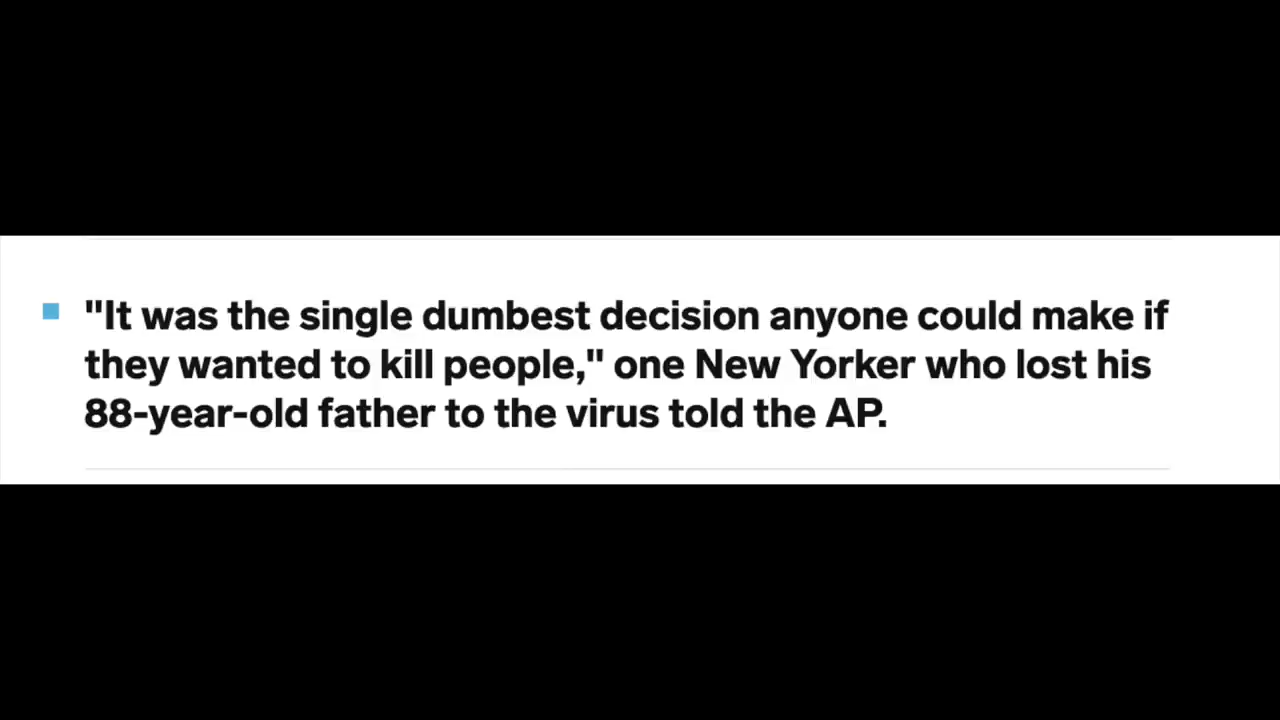 "It was the single dumbest decision anyone could make if
they wanted to kill people," one New Yorker who lost his
88-year-old father to the virus told the AP.